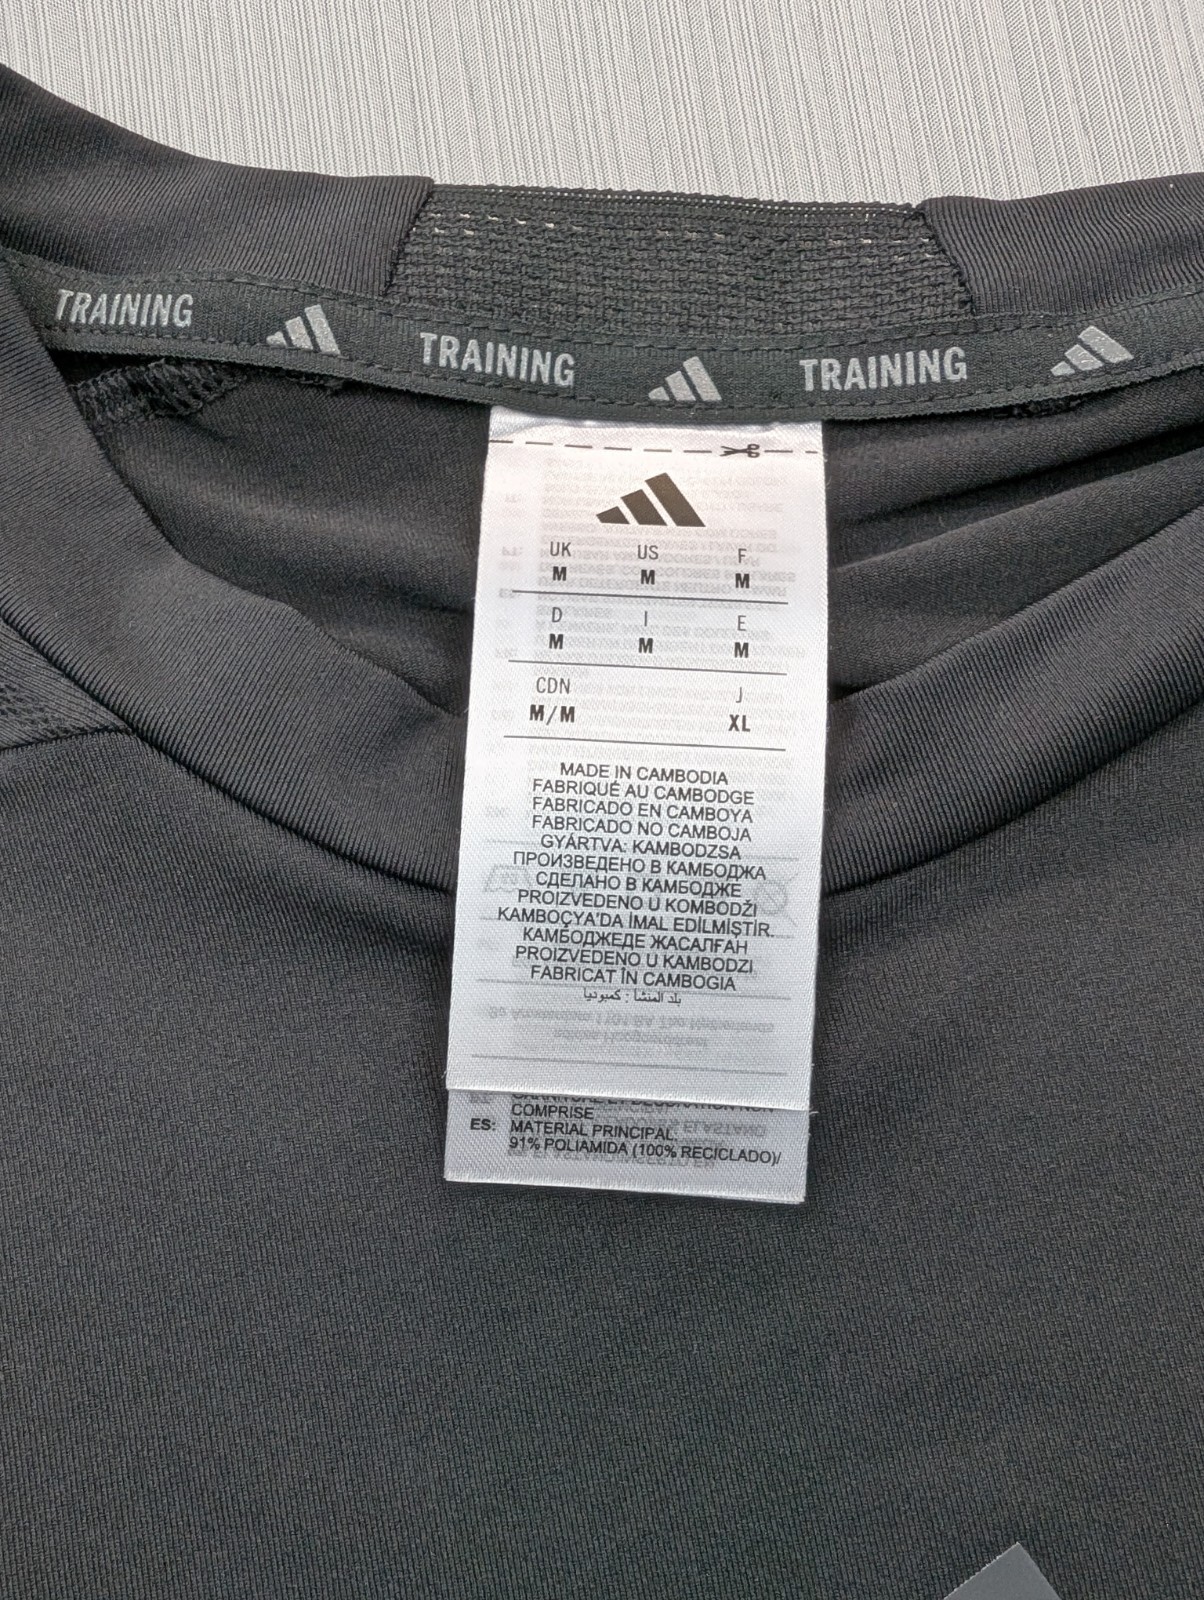 TRAINING TRAINING TRAINING
UK US F
M M M
D I E
M M M
CDN J
M/M XL
MADE IN CAMBODIA
FABRIQUÉ AU CAMBODGE
FABRICADO EN CAMBOYA
FABRICADO NO CAMBOJA
GYÁRTVA: KAMBODZSA
ПРОИЗВЕДЕНО В КАМБОДЖА
СДЕЛАНО В КАМБОДЖЕ
PROIZVEDENO U KOMBODŽI
KAMBOÇYA'DA İMAL EDİLMİŞTİR.
КАМБОДЖЕДЕ ЖАСАЛҒАН
PROIZVEDENO U KAMBODZI
FABRICAT ÎN CAMBOGIA
بلد المنشأ : كمبوديا
COMPRISE
ES: MATERIAL PRINCIPAL:
91% POLIAMIDA (100% RECICLADO)/